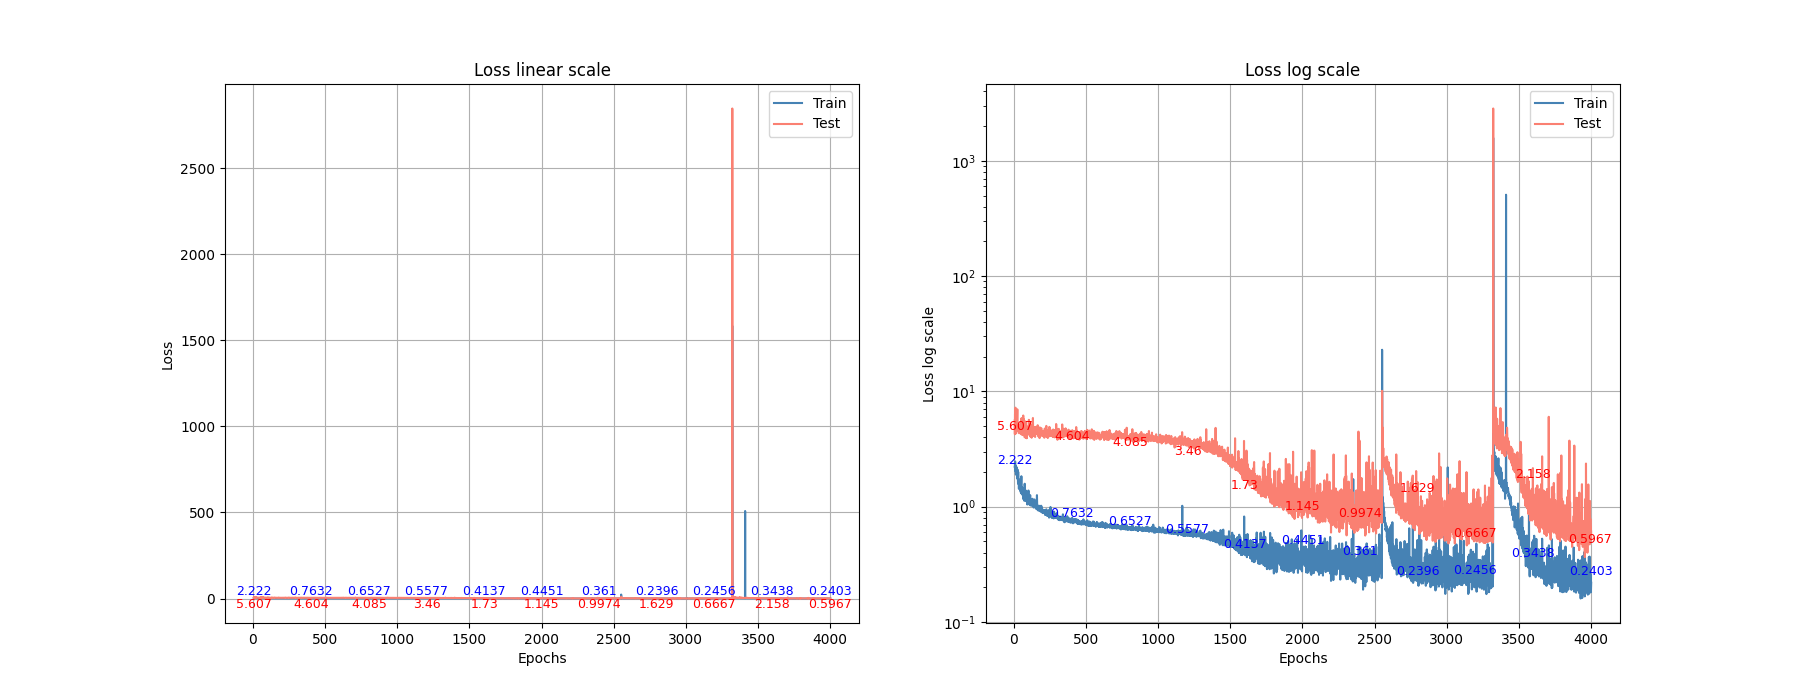 Loss linear scale
Train
Test
2500
2000
1500
1000
500
0
Loss
2.222 0.7632 0.6527 0.5577 0.4137 0.4451 0.361 0.2396 0.2456 0.3438 0.2403
5.607 4.604 4.085 3.46 1.73 1.145 0.9974 1.629 0.6667 2.158 0.5967
0 500 1000 1500 2000 2500 3000 3500 4000
Epochs
Loss log scale
Train
Test
10³
10²
10¹
10⁰
10⁻¹
Loss log scale
5.607 4.604 4.085 3.46 1.73 1.145 0.9974 1.629 0.6667 2.158 0.5967
2.222 0.7632 0.6527 0.5577 0.4137 0.4451 0.361 0.2396 0.2456 0.3438 0.2403
0 500 1000 1500 2000 2500 3000 3500 4000
Epochs